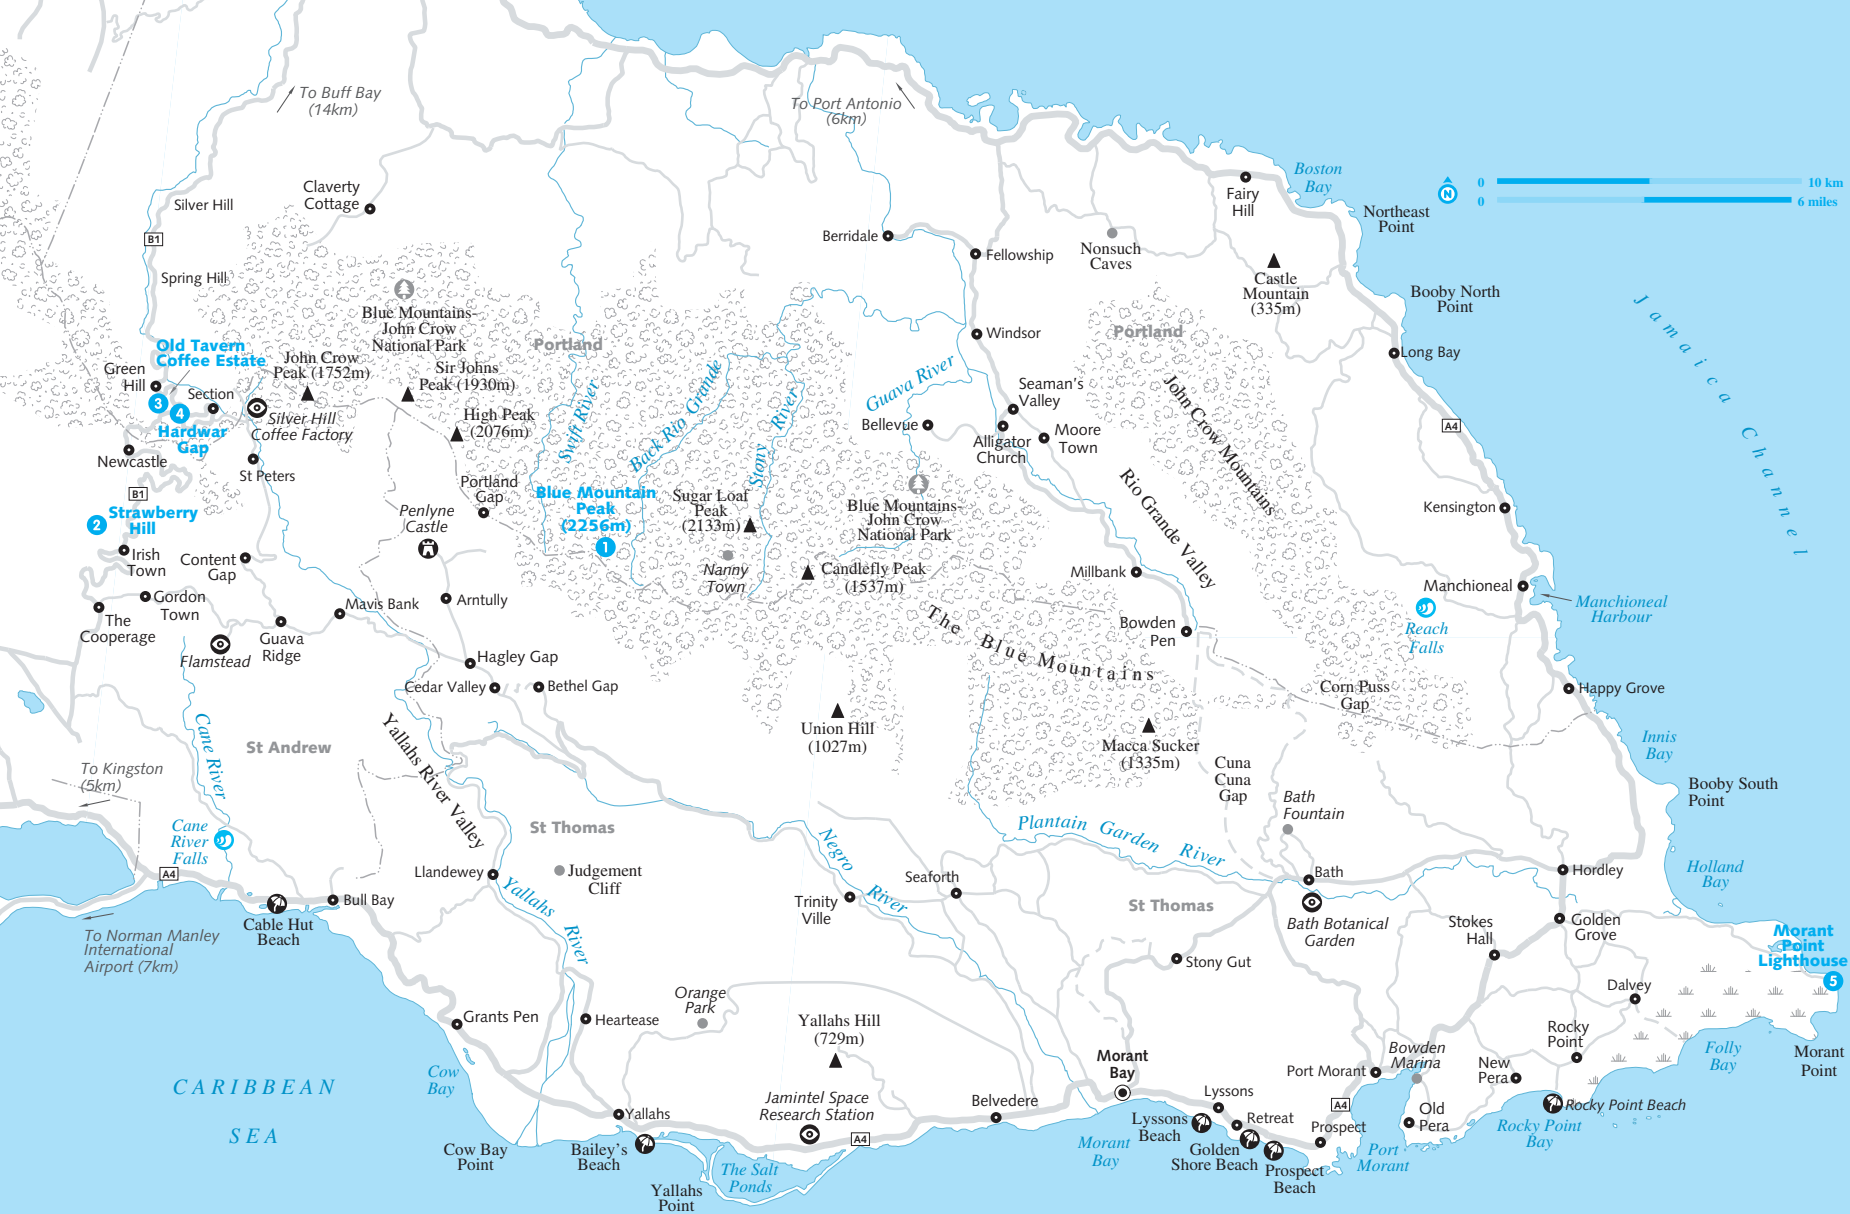 To Buff Bay
(14km)
To Port Antonio
(6km)
Boston
Bay
0
10 km
N
0
6 miles
Claverty
Cottage
Silver Hill
Fairy
Hill
Northeast
Point
B1
Berridale
Fellowship
Nonsuch
Caves
Spring Hill
Castle
Mountain
(335m)
Booby North
Point
Jamaica Channel
Blue Mountains-
John Crow
National Park
Portland
Windsor
Portland
Long Bay
Old Tavern
Coffee Estate
John Crow
Peak (1752m)
Sir Johns
Peak (1930m)
Green
Hill
3
4
Section
Silver Hill
Coffee Factory
Hardwar
Gap
High Peak
(2076m)
Swift River
Back Rio Grande
Stony River
Guava River
Seaman's
Valley
Bellevue
Alligator
Church
Moore
Town
John Crow Mountains
A4
Newcastle
St Peters
B1
Portland
Gap
Blue Mountain
Peak
(2256m)
1
Sugar Loaf
Peak
(2133m)
Blue Mountains-
John Crow
National Park
Rio Grande Valley
Kensington
2
Strawberry
Hill
Penlyne
Castle
Irish
Town
Content
Gap
Nanny
Town
Candlefly Peak
(1537m)
Millbank
Manchioneal
Manchioneal
Harbour
Gordon
Town
Mavis Bank
Arntully
The
Cooperage
Guava
Ridge
Flamstead
The Blue Mountains
Bowden
Pen
Reach
Falls
Hagley Gap
Cedar Valley
Bethel Gap
Corn Puss
Gap
Happy Grove
Cane River
St Andrew
Yallahs River Valley
Union Hill
(1027m)
Macca Sucker
(1335m)
Innis
Bay
To Kingston
(5km)
Cuna
Cuna
Gap
Booby South
Point
Bath
Fountain
Cane
River
Falls
St Thomas
Negro River
Plantain Garden River
A4
Llandewey
Judgement
Cliff
Seaforth
Bath
Hordley
Holland
Bay
Bull Bay
Cable Hut
Beach
Yallahs River
Trinity
Ville
St Thomas
Bath Botanical
Garden
Stokes
Hall
Golden
Grove
To Norman Manley
International
Airport (7km)
Morant
Point
Lighthouse
5
Stony Gut
Dalvey
Orange
Park
Grants Pen
Heartease
Yallahs Hill
(729m)
Rocky
Point
Bowden
Marina
Morant
Bay
Folly
Bay
Morant
Point
Cow
Bay
CARIBBEAN
SEA
Port Morant
New
Pera
Jamintel Space
Research Station
Belvedere
Lyssons
A4
Rocky Point Beach
Yallahs
A4
Lyssons
Beach
Retreat
Old
Pera
Rocky Point
Bay
Prospect
Cow Bay
Point
Bailey's
Beach
Morant
Bay
Golden
Shore Beach
Prospect
Beach
Port
Morant
The Salt
Ponds
Yallahs
Point